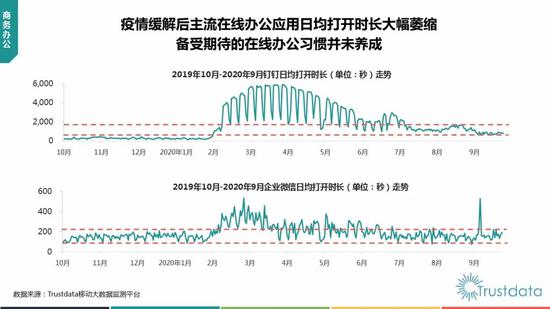 商务办公
疫情缓解后主流在线办公应用日均打开时长大幅萎缩
备受期待的在线办公习惯并未养成
2019年10月-2020年9月钉钉日均打开时长（单位：秒）走势
6,000
4,000
2,000
0
10月 11月 12月 2020年1月 2月 3月 4月 5月 6月 7月 8月 9月
2019年10月-2020年9月企业微信日均打开时长（单位：秒）走势
600
400
200
0
10月 11月 12月 2020年1月 2月 3月 4月 5月 6月 7月 8月 9月
数据来源：Trustdata移动大数据监测平台
Trustdata